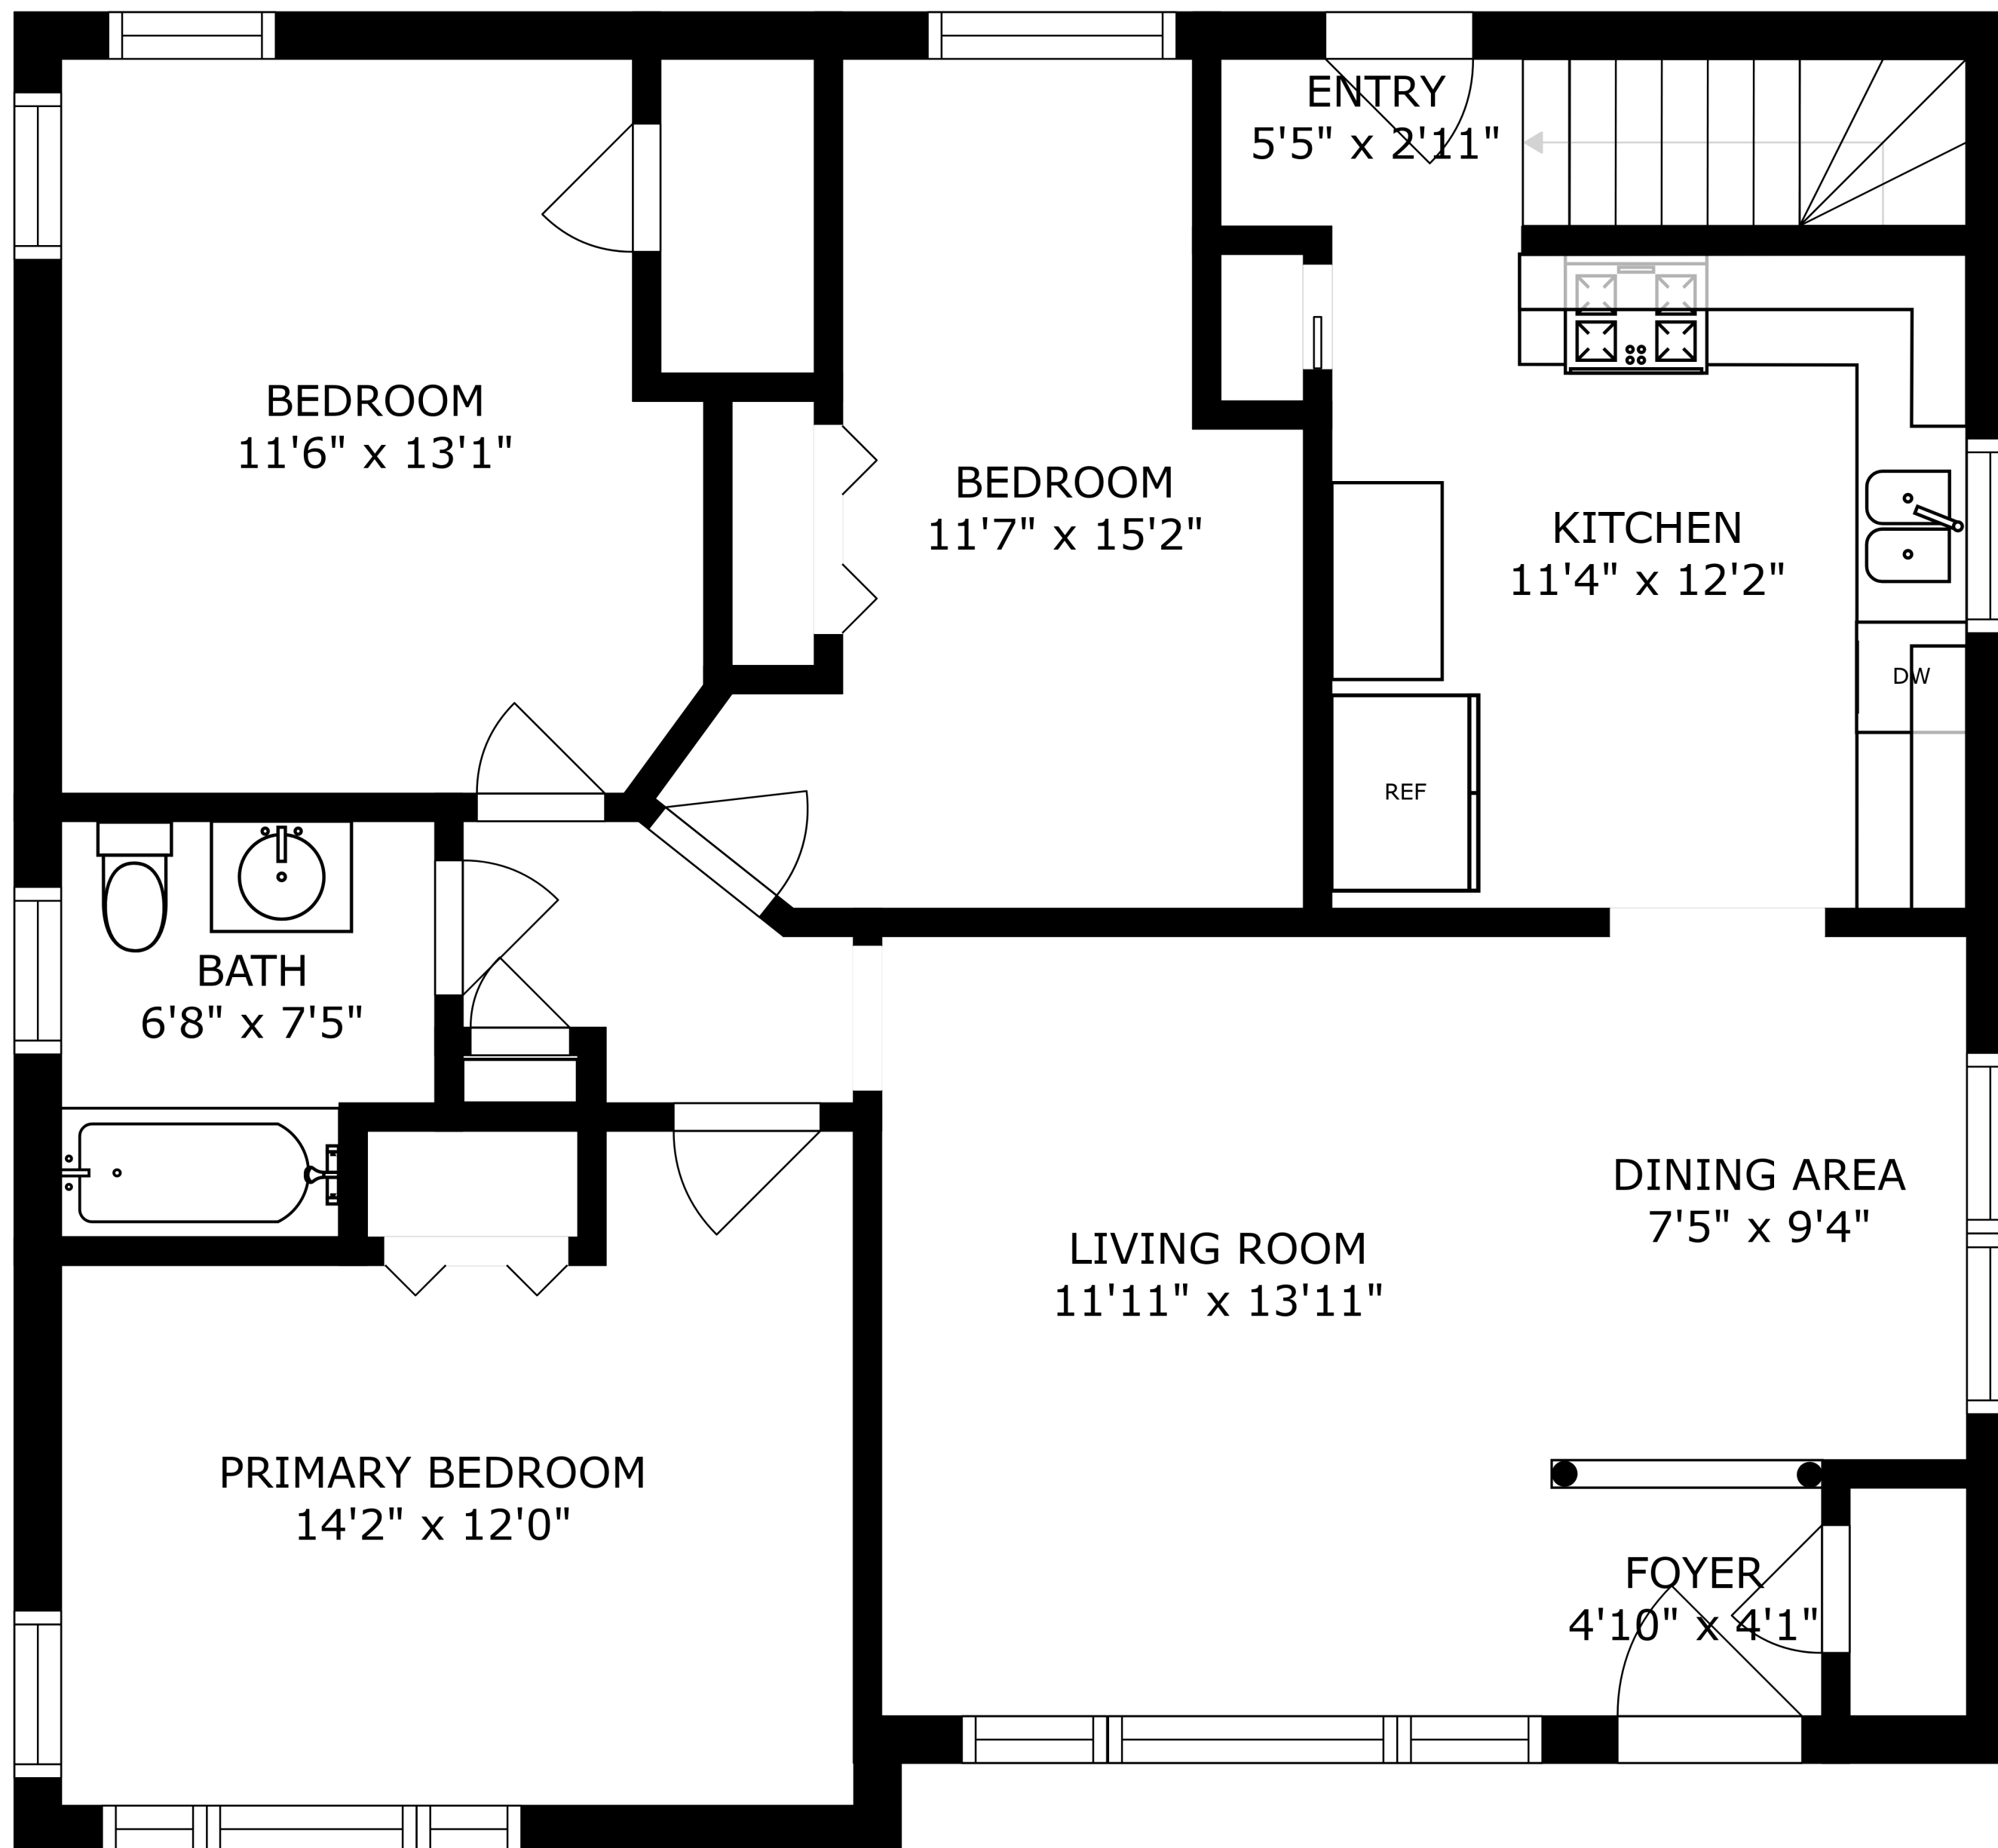 ENTRY
5'5" x 2'11"
BEDROOM
11'6" x 13'1"
BEDROOM
11'7" x 15'2"
KITCHEN
11'4" x 12'2"
DW
REF
BATH
6'8" x 7'5"
DINING AREA
7'5" x 9'4"
LIVING ROOM
11'11" x 13'11"
PRIMARY BEDROOM
14'2" x 12'0"
FOYER
4'10" x 4'1"